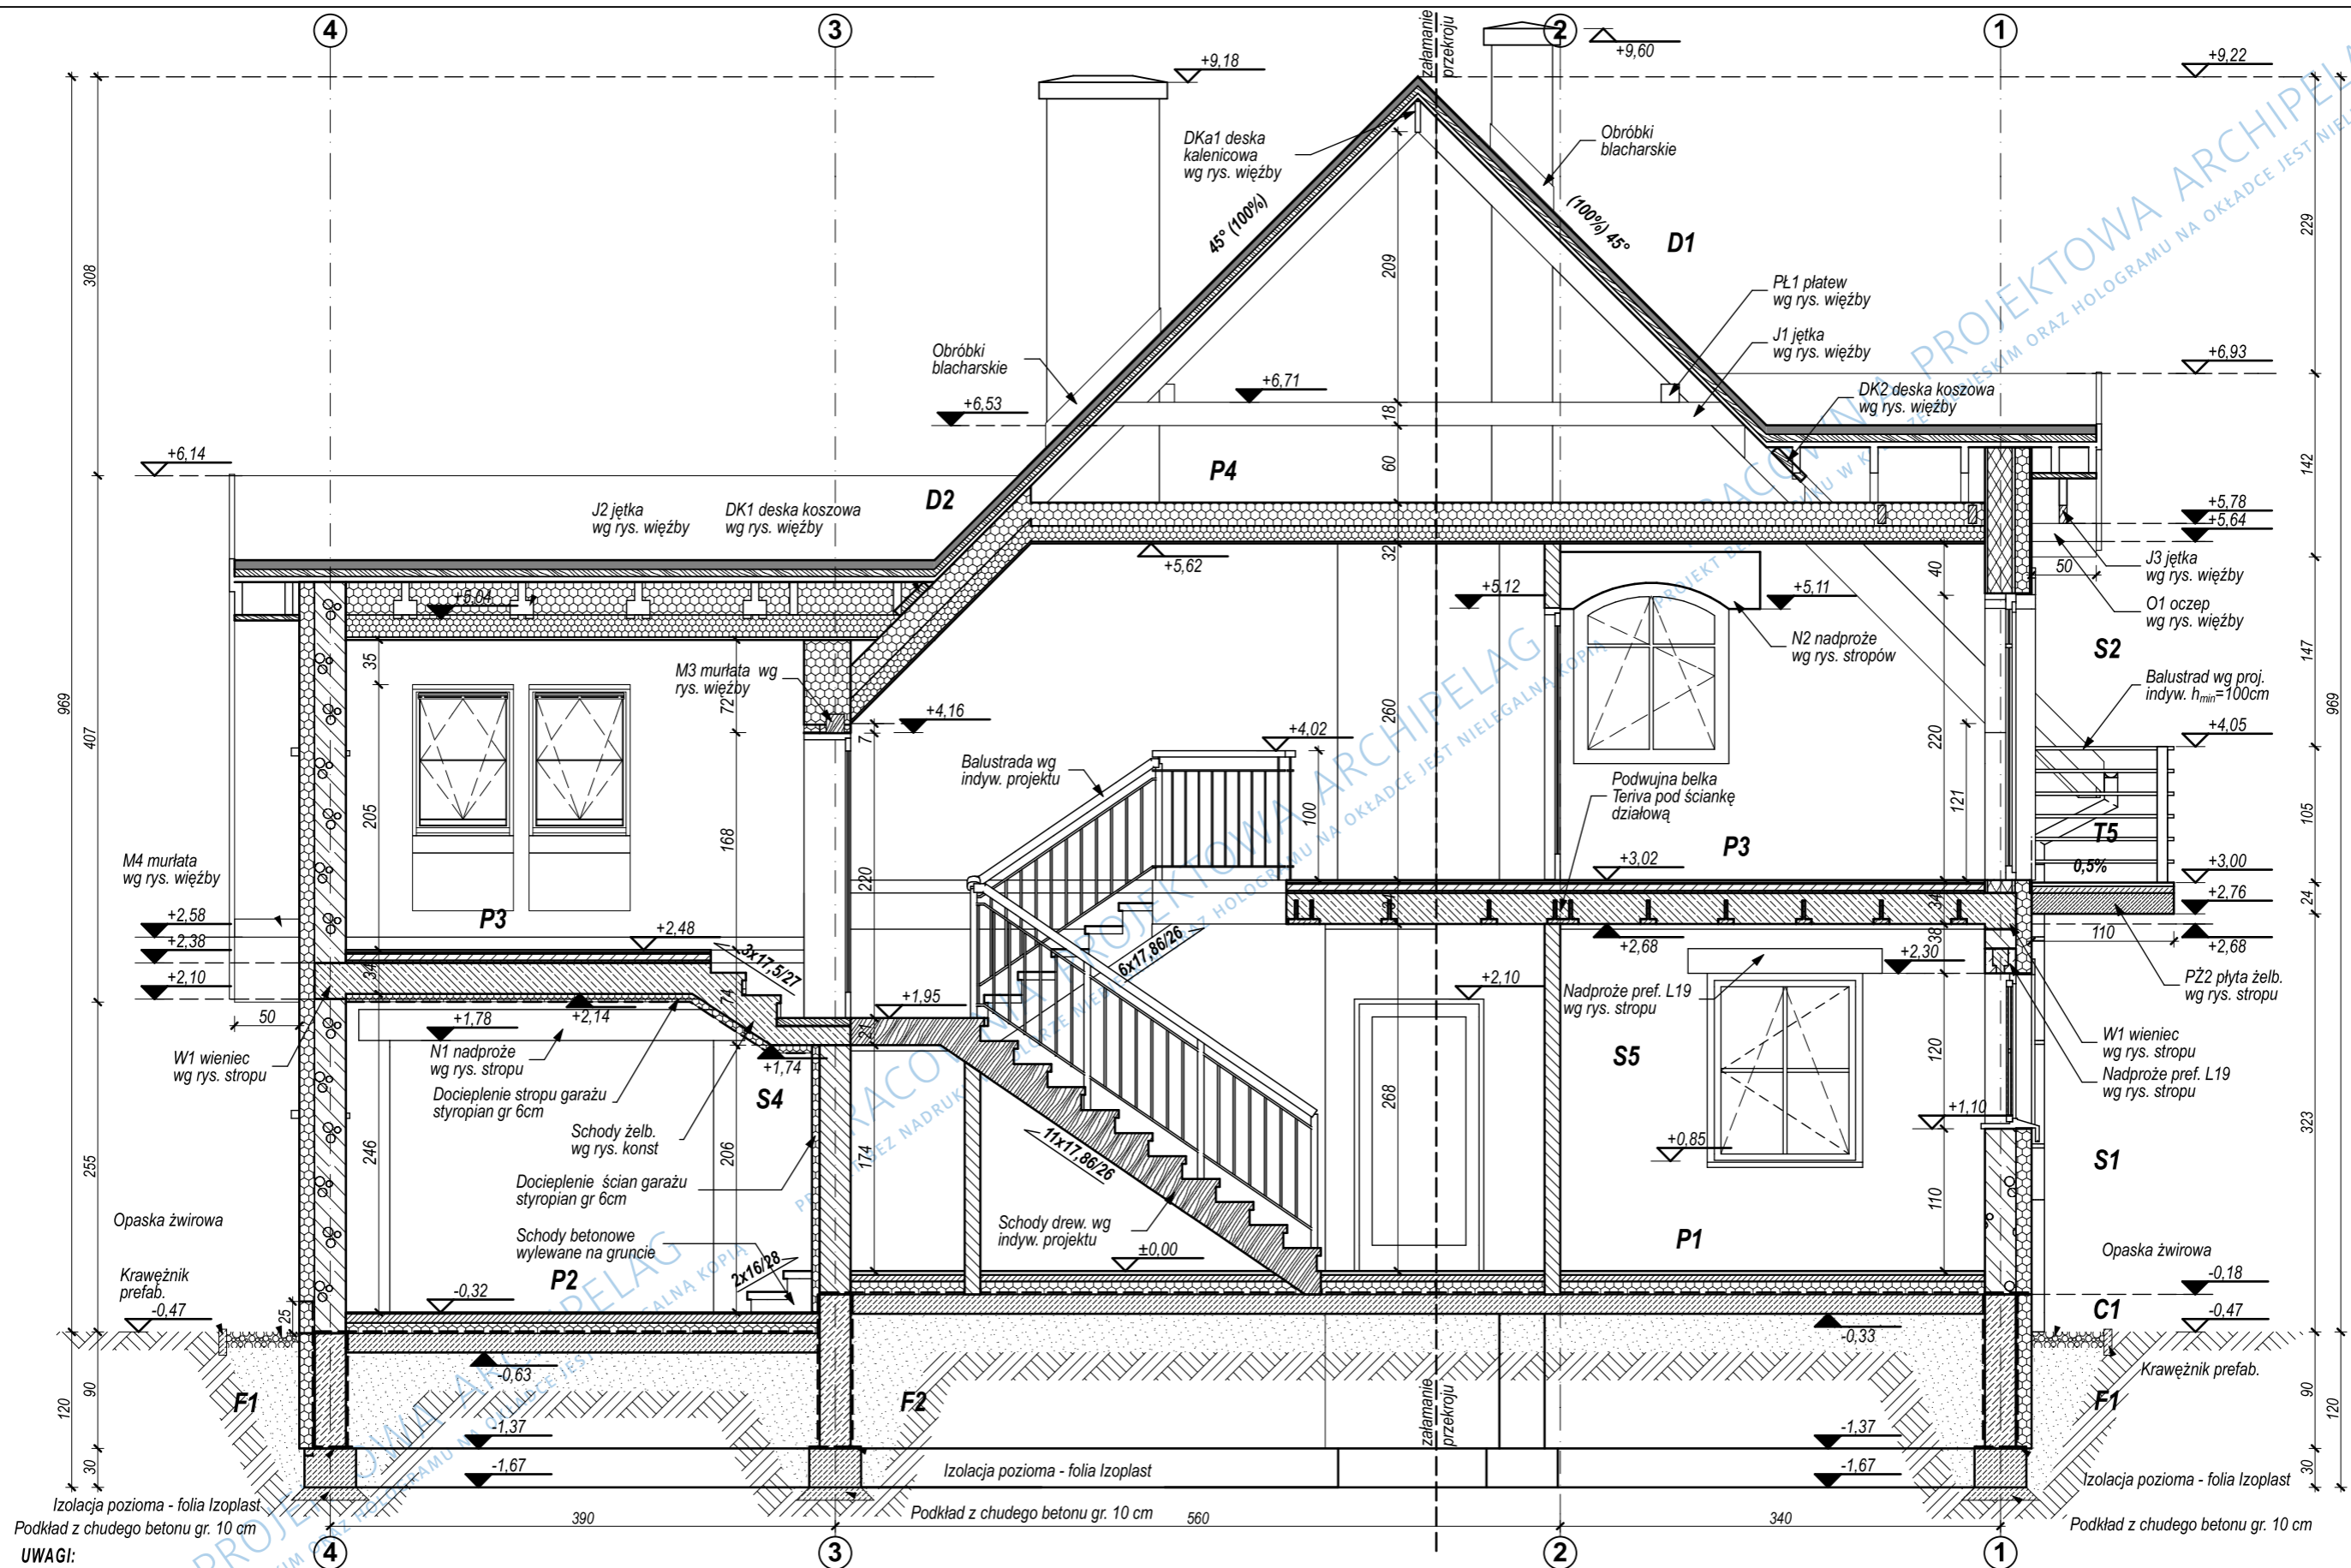 4
3
załamanie
przekroju
2
1
+9,60
+9,18
+9,22
DKa1 deska
kalenicowa
wg rys. więźby
Obróbki
blacharskie
45° (100%)
(100%) 45°
D1
308
209
229
PŁ1 płatew
wg rys. więźby
J1 jętka
wg rys. więźby
Obróbki
blacharskie
+6,71
+6,93
DK2 deska koszowa
wg rys. więźby
+6,53
18
60
142
+6,14
P4
D2
J2 jętka
wg rys. więźby
DK1 deska koszowa
wg rys. więźby
+5,78
+5,64
+5,62
32
40
50
J3 jętka
wg rys. więźby
+5,04
+5,12
+5,11
O1 oczep
wg rys. więźby
N2 nadproże
wg rys. stropów
S2
35
M3 murłata wg
rys. więźby
72
147
Balustrad wg proj.
indyw. hmin=100cm
969
407
260
969
+4,16
7
+4,02
+4,05
220
Balustrada wg
indyw. projektu
Podwujna belka
Teriva pod ściankę
działową
100
121
105
205
168
T5
P3
0,5%
M4 murłata
wg rys. więźby
220
+3,02
+3,00
+2,76
24
34
P3
+2,58
+2,38
+2,48
3x17,5/27
6x17,86/26
+2,68
38
110
+2,68
+2,30
34
74
+2,10
+2,14
+2,10
Nadproże pref. L19
wg rys. stropu
PŻ2 płyta żelb.
wg rys. stropu
50
+1,95
+1,78
21
W1 wieniec
wg rys. stropu
N1 nadproże
wg rys. stropu
+1,74
S5
W1 wieniec
wg rys. stropu
120
Nadproże pref. L19
wg rys. stropu
Docieplenie stropu garażu
styropian gr 6cm
S4
268
+1,10
323
Schody żelb.
wg rys. konst
11x17,86/26
+0,85
255
246
206
174
S1
Docieplenie ścian garażu
styropian gr 6cm
110
Opaska żwirowa
Schody drew. wg
indyw. projektu
Schody betonowe
wylewane na gruncie
±0,00
P1
Opaska żwirowa
Krawężnik
prefab.
P2
2x16/28
-0,18
-0,32
-0,47
25
C1
-0,47
-0,33
-0,63
Krawężnik prefab.
120
90
F1
F2
załamanie
przekroju
F1
90
120
-1,37
-1,37
30
-1,67
Izolacja pozioma - folia Izoplast
-1,67
30
Izolacja pozioma - folia Izoplast
Izolacja pozioma - folia Izoplast
Podkład z chudego betonu gr. 10 cm
390
Podkład z chudego betonu gr. 10 cm
560
340
Podkład z chudego betonu gr. 10 cm
UWAGI:
4
3
2
1